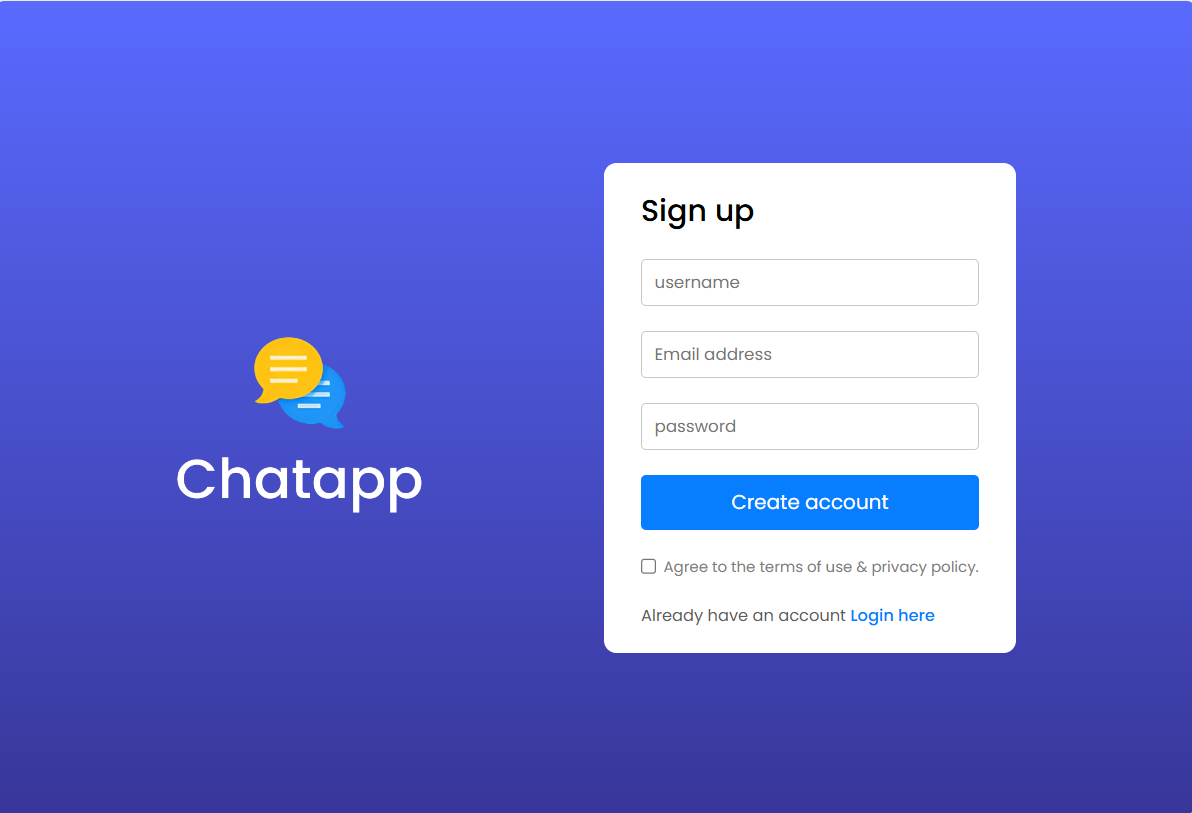 Chatapp
Sign up
username
Email address
password
Create account
Agree to the terms of use & privacy policy.
Already have an account Login here